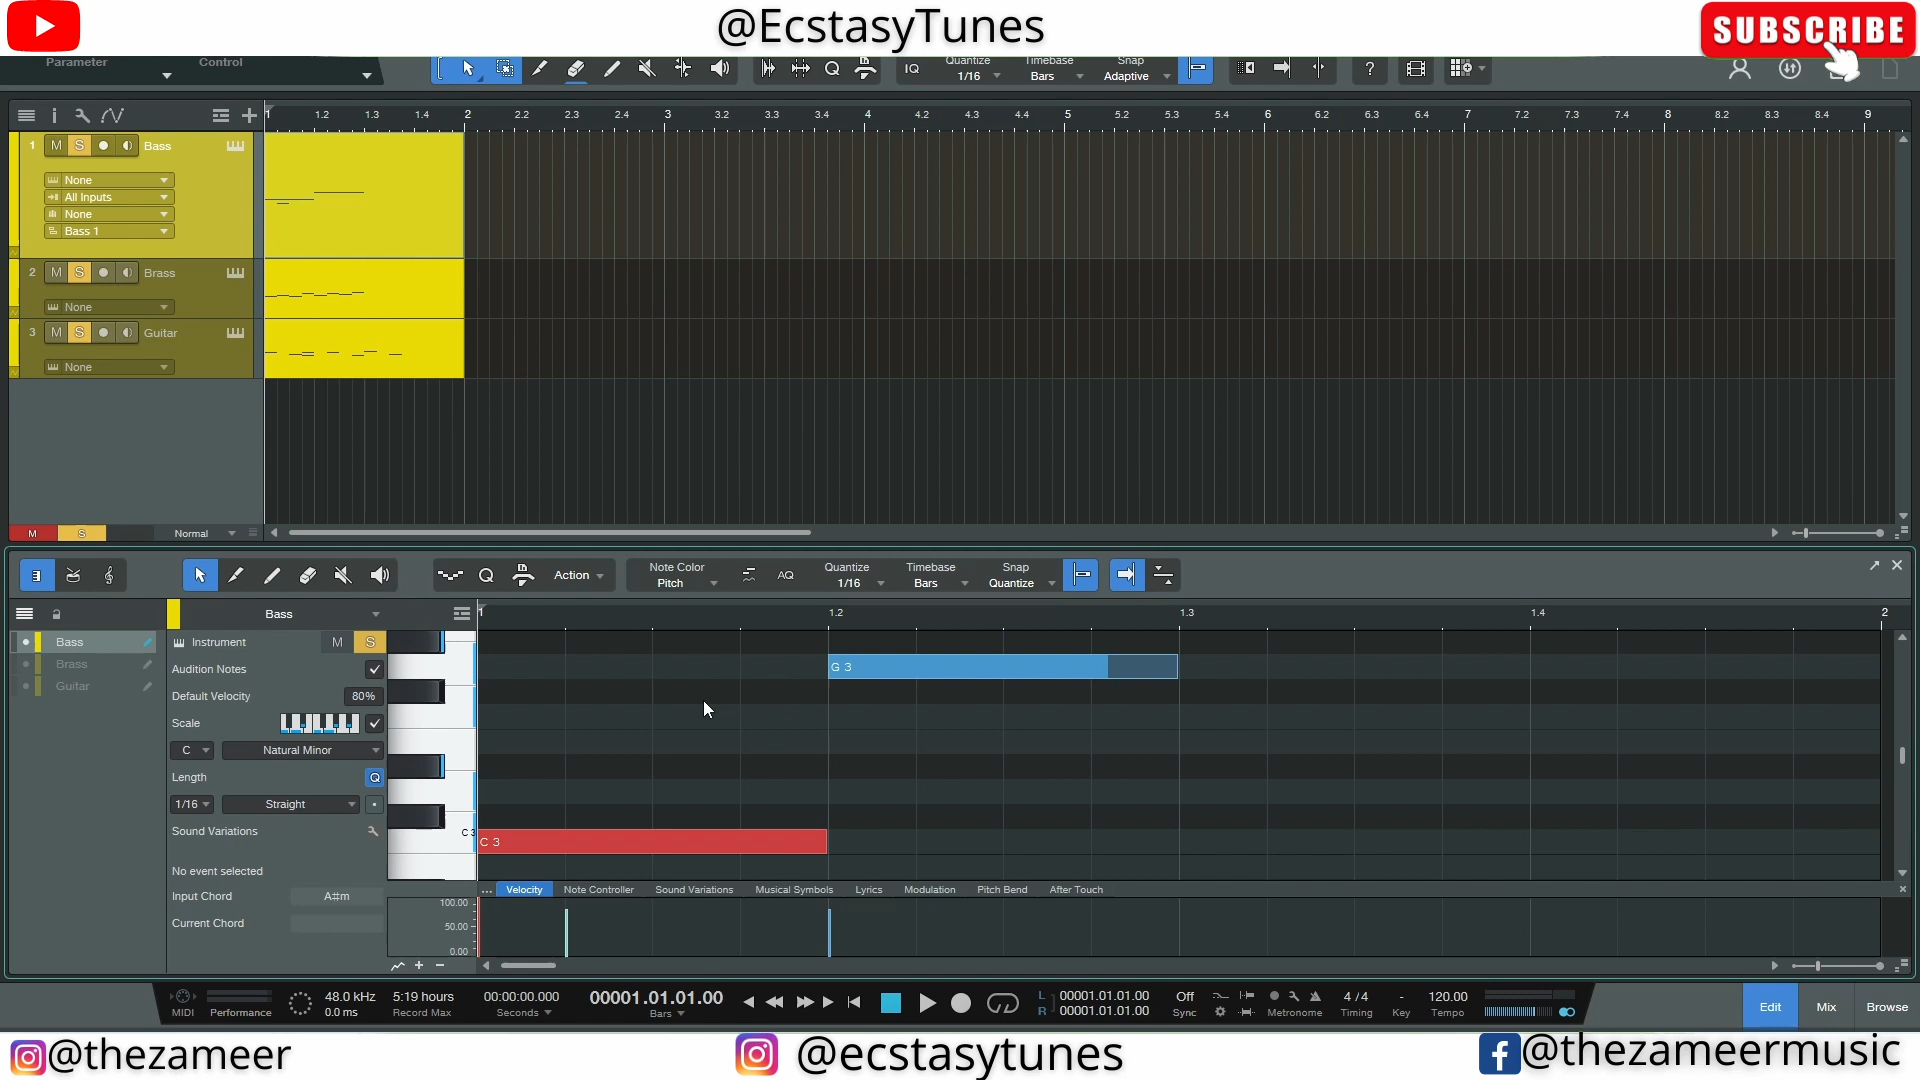 @EcstasyTunes
SUBSCRIBE
Parameter
Control
IQ
Quantize
1/16
Timebase
Bars
Snap
Adaptive
?
1 1.2 1.3 1.4 2 2.2 2.3 2.4 3 3.2 3.3 3.4 4 4.2 4.3 4.4 5 5.2 5.3 5.4 6 6.2 6.3 6.4 7 7.2 7.3 7.4 8 8.2 8.3 8.4 9
1 M S Bass
None
All Inputs
None
Bass 1
2 M S Brass
None
3 M S Guitar
None
M S Normal
Action
Note Color
Pitch
AQ
Quantize
1/16
Timebase
Bars
Snap
Quantize
Bass
1 1.2 1.3 1.4 2
Bass
Brass
Guitar
Instrument M S
Audition Notes
Default Velocity 80%
Scale
C Natural Minor
Length Q
1/16 Straight
Sound Variations
No event selected
Input Chord A#m
Current Chord
G 3
C 3
C 3
... Velocity Note Controller Sound Variations Musical Symbols Lyrics Modulation Pitch Bend After Touch
100.00
50.00
0.00
MIDI
Performance
48.0 kHz
0.0 ms
5:19 hours
Record Max
00:00:00.000
Seconds
00001.01.01.00
Bars
L 00001.01.01.00
R 00001.01.01.00
Off
Sync
Metronome
4 / 4
Timing
-
Key
120.00
Tempo
Edit
Mix
Browse
@thezameer
@ecstasytunes
@thezameermusic